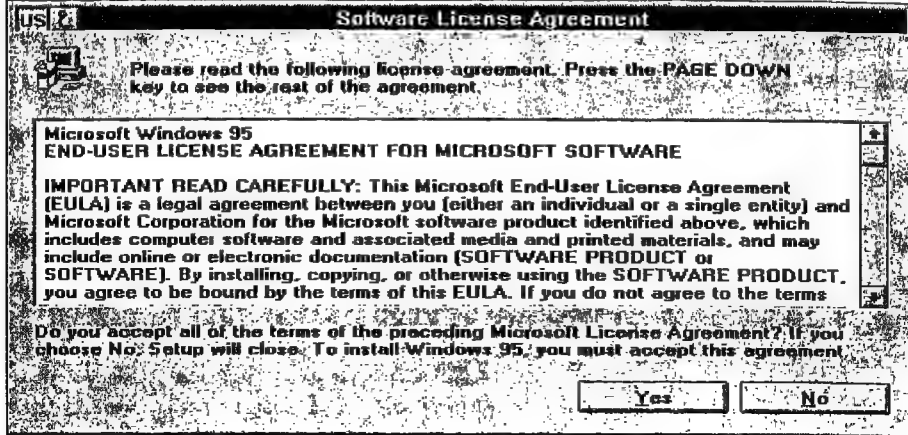 US
Software License Agreement
Please read the following license agreement. Press the PAGE DOWN
key to see the rest of the agreement.
Microsoft Windows 95
END-USER LICENSE AGREEMENT FOR MICROSOFT SOFTWARE
IMPORTANT READ CAREFULLY: This Microsoft End-User License Agreement
(EULA) is a legal agreement between you (either an individual or a single entity) and
Microsoft Corporation for the Microsoft software product identified above, which
includes computer software and associated media and printed materials, and may
include online or electronic documentation (SOFTWARE PRODUCT or
SOFTWARE). By installing, copying, or otherwise using the SOFTWARE PRODUCT,
you agree to be bound by the terms of this EULA. If you do not agree to the terms
Do you accept all of the terms of the preceding Microsoft License Agreement? If you
choose No, Setup will close. To install Windows 95, you must accept this agreement.
Yes
No